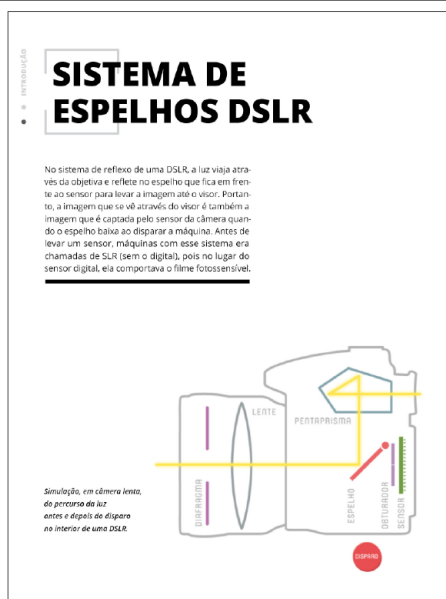 INTRODUÇÃO
SISTEMA DE
ESPELHOS DSLR
No sistema de reflexo de uma DSLR, a luz viaja atra-
vés da objetiva e reflete no espelho que fica em fren-
te ao sensor para levar a imagem até o visor. Portan-
to, a imagem que se vê através do visor é também a
imagem que é captada pelo sensor da câmera quan-
do o espelho baixa ao disparar a máquina. Antes de
levar um sensor, máquinas com esse sistema era
chamadas de SLR (sem o digital), pois no lugar do
sensor digital, ela comportava o filme fotossensível.
LENTE
PENTAPRISMA
DIAFRAGMA
ESPELHO
OBTURADOR
SENSOR
Simulação, em câmera lenta,
do percurso da luz
antes e depois do disparo
no interior de uma DSLR.
DISPARO